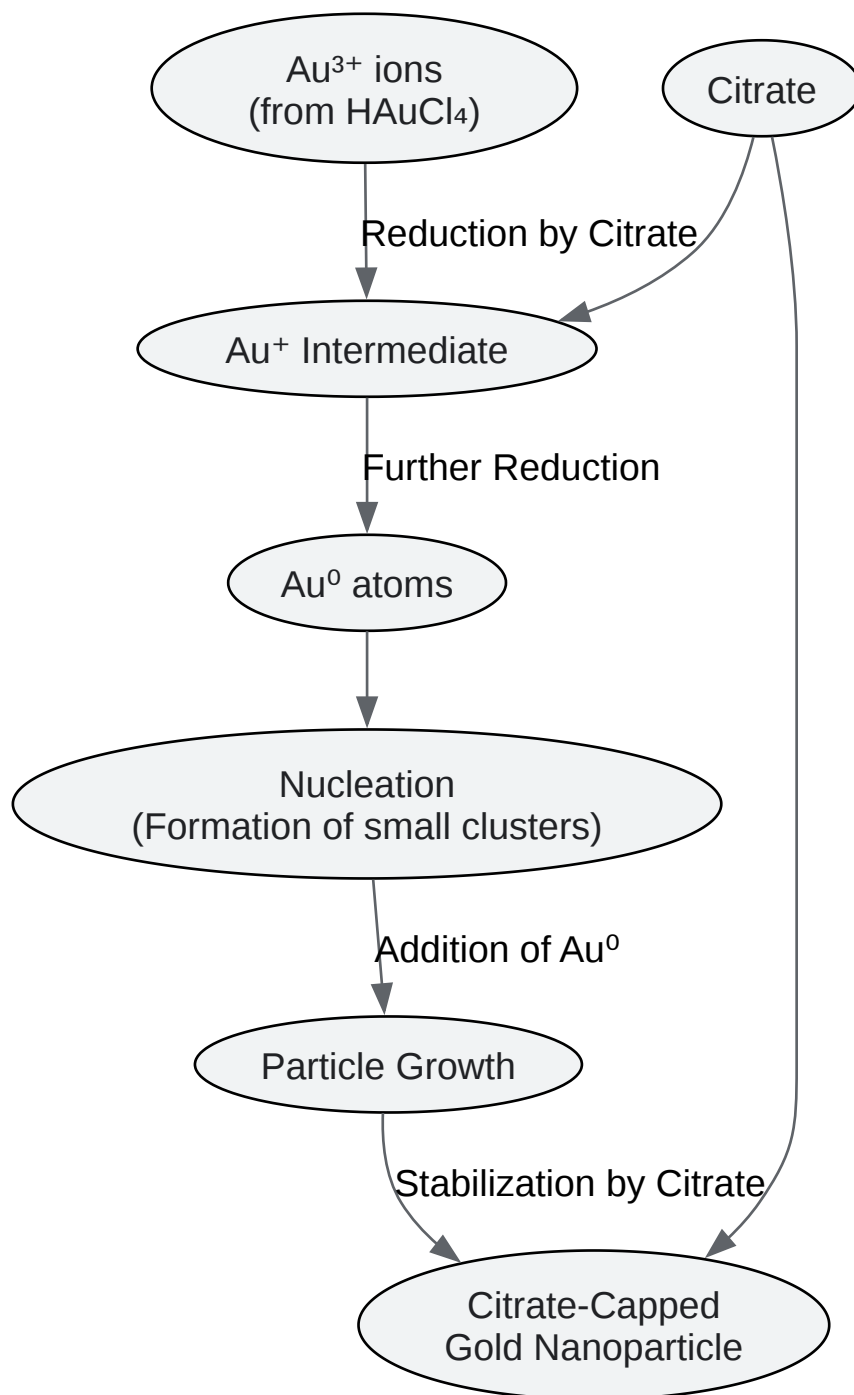 Au³⁺ ions
(from HAuCl₄)
Citrate
Reduction by Citrate
Au⁺ Intermediate
Further Reduction
Au⁰ atoms
Nucleation
(Formation of small clusters)
Addition of Au⁰
Particle Growth
Stabilization by Citrate
Citrate-Capped
Gold Nanoparticle